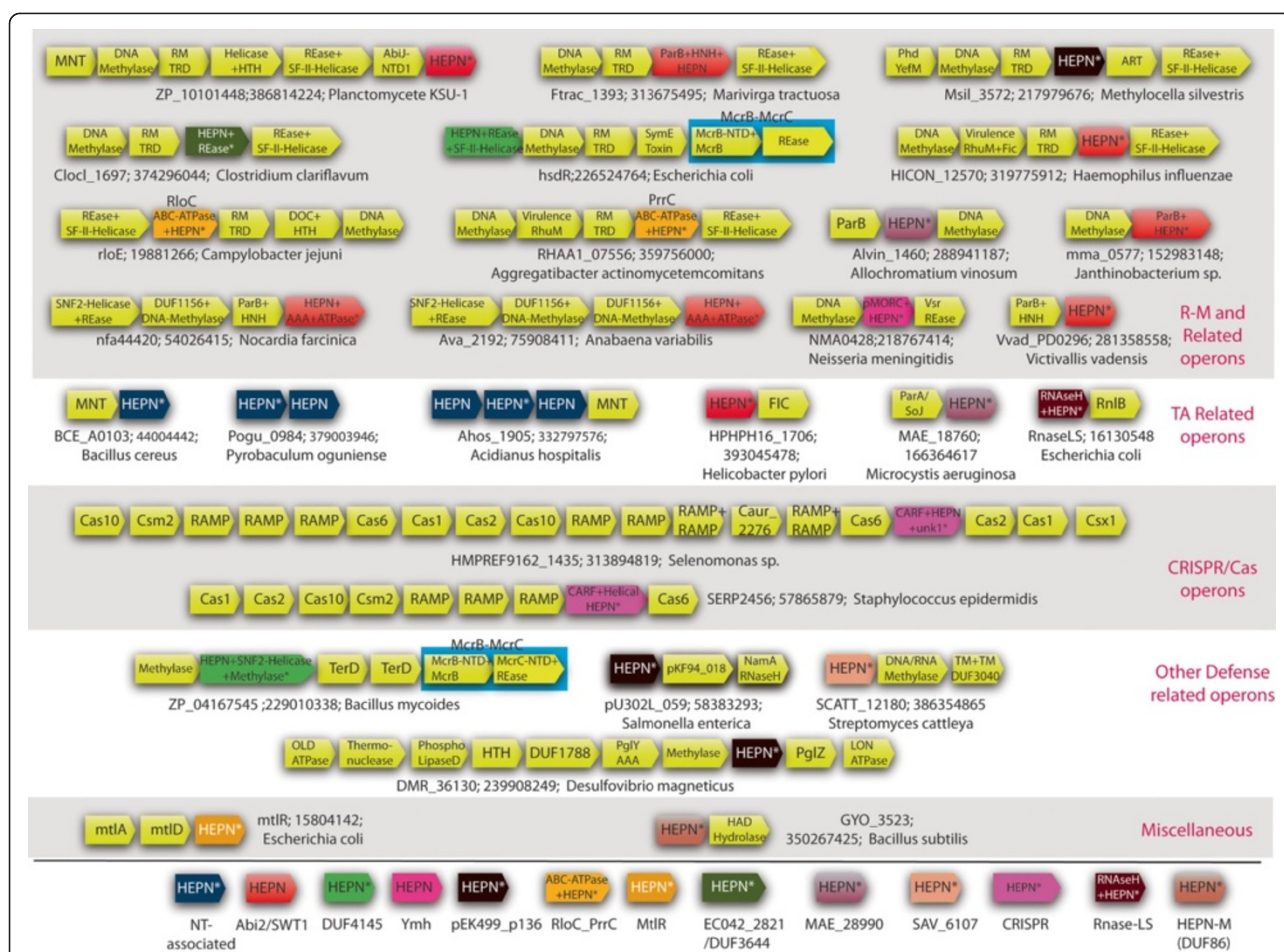 MNT DNA Methylase RM TRD Helicase +HTH REase+ SF-II-Helicase AbiJ- NTD1 HEPN*
ZP_10101448;386814224; Planctomycete KSU-1
DNA Methylase RM TRD ParB+HNH+ HEPN REase+ SF-II-Helicase
Ftrac_1393; 313675495; Marivirga tractuosa
Phd YefM DNA Methylase RM TRD HEPN* ART REase+ SF-II-Helicase
Msil_3572; 217979676; Methylocella silvestris
DNA Methylase RM TRD HEPN+ REase* REase+ SF-II-Helicase
Clocl_1697; 374296044; Clostridium clariflavum
McrB-McrC
HEPN+REase +SF-II-Helicase DNA Methylase RM TRD SymE Toxin McrB-NTD+ McrB REase
hsdR;226524764; Escherichia coli
DNA Methylase Virulence RhuM+Fic RM TRD HEPN* REase+ SF-II-Helicase
HICON_12570; 319775912; Haemophilus influenzae
RloC
REase+ SF-II-Helicase ABC-ATPase +HEPN* RM TRD DOC+ HTH DNA Methylase
rloE; 19881266; Campylobacter jejuni
PrrC
DNA Methylase Virulence RhuM RM TRD ABC-ATPase +HEPN* REase+ SF-II-Helicase
RHAA1_07556; 359756000;
Aggregatibacter actinomycetemcomitans
ParB HEPN* DNA Methylase
Alvin_1460; 288941187;
Allochromatium vinosum
DNA Methylase ParB+ HEPN*
mma_0577; 152983148;
Janthinobacterium sp.
SNF2-Helicase +REase DUF1156+ DNA-Methylase ParB+ HNH HEPN+ AAA+ATPase*
nfa44420; 54026415; Nocardia farcinica
SNF2-Helicase +REase DUF1156+ DNA-Methylase DUF1156+ DNA-Methylase HEPN+ AAA+ATPase*
Ava_2192; 75908411; Anabaena variabilis
DNA Methylase pMORC+ HEPN* Vsr REase
NMA0428;218767414;
Neisseria meningitidis
ParB+ HNH HEPN*
Vvad_PD0296; 281358558;
Victivallis vadensis
R-M and
Related
operons
MNT HEPN*
BCE_A0103; 44004442;
Bacillus cereus
HEPN* HEPN
Pogu_0984; 379003946;
Pyrobaculum oguniense
HEPN HEPN* HEPN MNT
Ahos_1905; 332797576;
Acidianus hospitalis
HEPN* FIC
HPHPH16_1706;
393045478;
Helicobacter pylori
ParA/ SoJ HEPN*
MAE_18760;
166364617
Microcystis aeruginosa
RNAseH +HEPN* RnlB
RnaseLS; 16130548
Escherichia coli
TA Related
operons
Cas10 Csm2 RAMP RAMP RAMP Cas6 Cas1 Cas2 Cas10 RAMP RAMP RAMP+ RAMP Caur_ 2276 RAMP+ RAMP Cas6 CARF+HEPN +unk1* Cas2 Cas1 Csx1
HMPREF9162_1435; 313894819; Selenomonas sp.
Cas1 Cas2 Cas10 Csm2 RAMP RAMP RAMP CARF+Helical HEPN* Cas6
SERP2456; 57865879; Staphylococcus epidermidis
CRISPR/Cas
operons
McrB-McrC
Methylase HEPN+SNF2-Helicase +Methylase* TerD TerD McrB-NTD+ McrB McrC-NTD+ REase
ZP_04167545 ;229010338; Bacillus mycoides
HEPN* pKF94_018 NamA RNaseH
pU302L_059; 58383293;
Salmonella enterica
HEPN* DNA/RNA Methylase TM+TM DUF3040
SCATT_12180; 386354865
Streptomyces cattleya
OLD ATPase Thermo- nuclease Phospho LipaseD HTH DUF1788 PglY AAA Methylase HEPN* PglZ LON ATPase
DMR_36130; 239908249; Desulfovibrio magneticus
Other Defense
related operons
mtlA mtlD HEPN*
mtlR; 15804142;
Escherichia coli
HEPN* HAD Hydrolase
GYO_3523;
350267425; Bacillus subtilis
Miscellaneous
HEPN* HEPN HEPN* HEPN HEPN* ABC-ATPase +HEPN* HEPN* HEPN* HEPN* HEPN* HEPN* RNAseH +HEPN* HEPN*
NT- associated Abi2/SWT1 DUF4145 Ymh pEK499_p136 RloC_PrrC MtlR EC042_2821 /DUF3644 MAE_28990 SAV_6107 CRISPR Rnase-LS HEPN-M (DUF86)